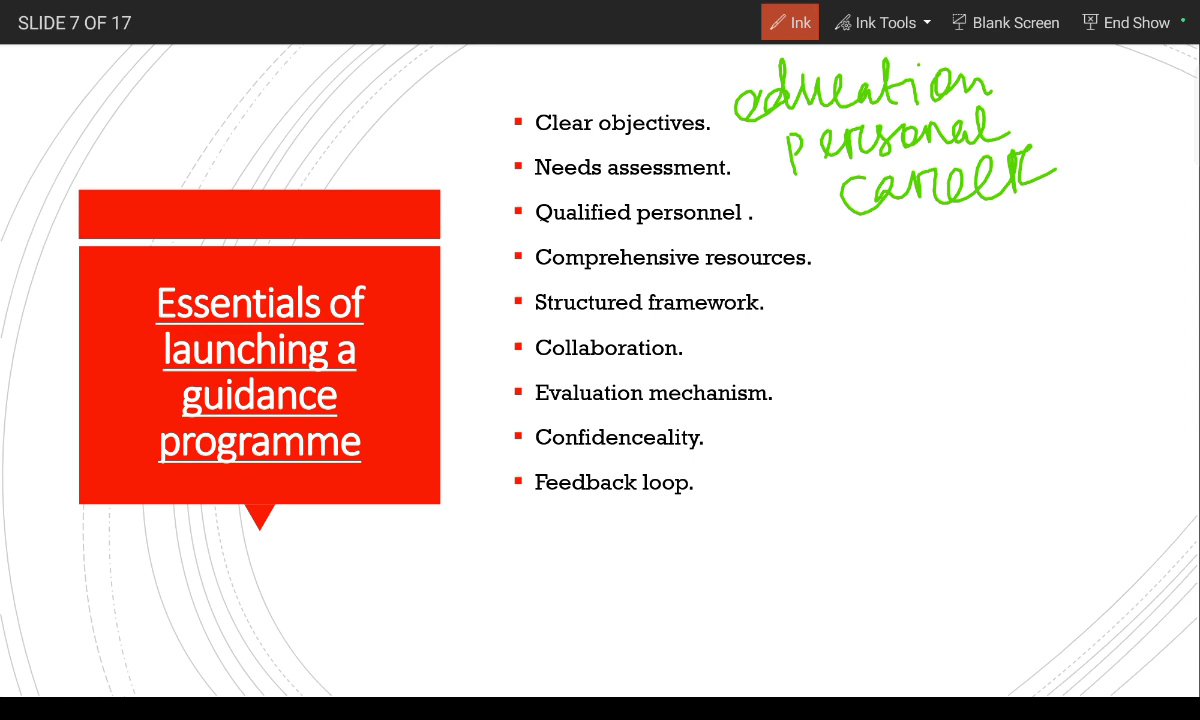 SLIDE 7 OF 17
Ink
Ink Tools
Blank Screen
End Show
Essentials of
launching a
guidance
programme
Clear objectives.
Needs assessment.
Qualified personnel .
Comprehensive resources.
Structured framework.
Collaboration.
Evaluation mechanism.
Confidenceality.
Feedback loop.
education
personal
career